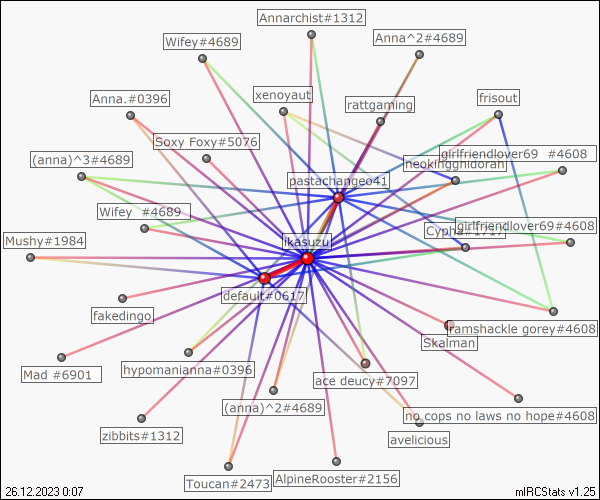 Annarchist#1312
Wifey#4689
Anna^2#4689
xenoyaut
Anna.#0396
rattgaming
frisout
Soxy Foxy#5076
(anna)^3#4689
girlfriendlover69 #4608
neokingghidorah
pastachangeo41
Wifey #4689
girlfriendlover69#4608
Mushy#1984
ikasuzu
default#0617
fakedingo
ramshackle gorey#4608
Skalman
Mad #6901
hypomanianna#0396
ace deucy#7097
(anna)^2#4689
no cops no laws no hope#4608
zibbits#1312
avelicious
Toucan#2473
AlpineRooster#2156
26.12.2023 0:07
mIRCStats v1.25